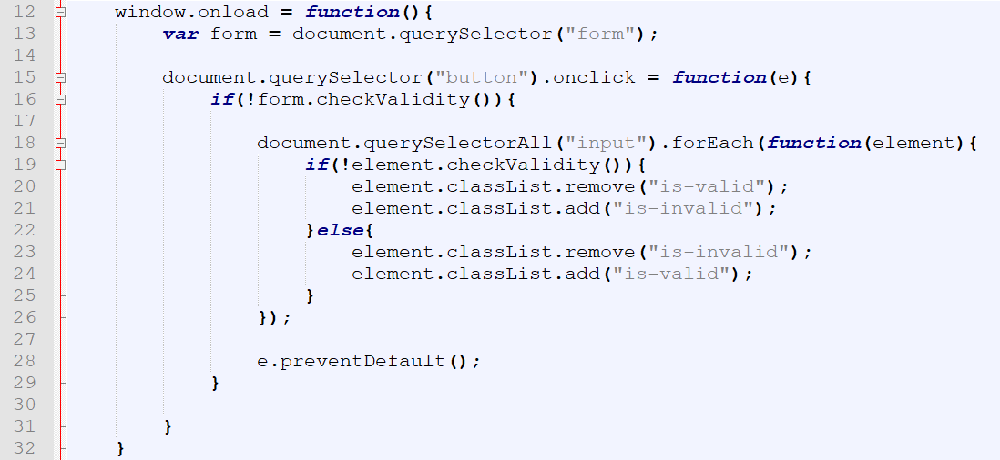 12 window.onload = function(){
13 var form = document.querySelector("form");
14
15 document.querySelector("button").onclick = function(e){
16 if(!form.checkValidity()){
17
18 document.querySelectorAll("input").forEach(function(element){
19 if(!element.checkValidity()){
20 element.classList.remove("is-valid");
21 element.classList.add("is-invalid");
22 }else{
23 element.classList.remove("is-invalid");
24 element.classList.add("is-valid");
25 }
26 });
27
28 e.preventDefault();
29 }
30
31 }
32 }